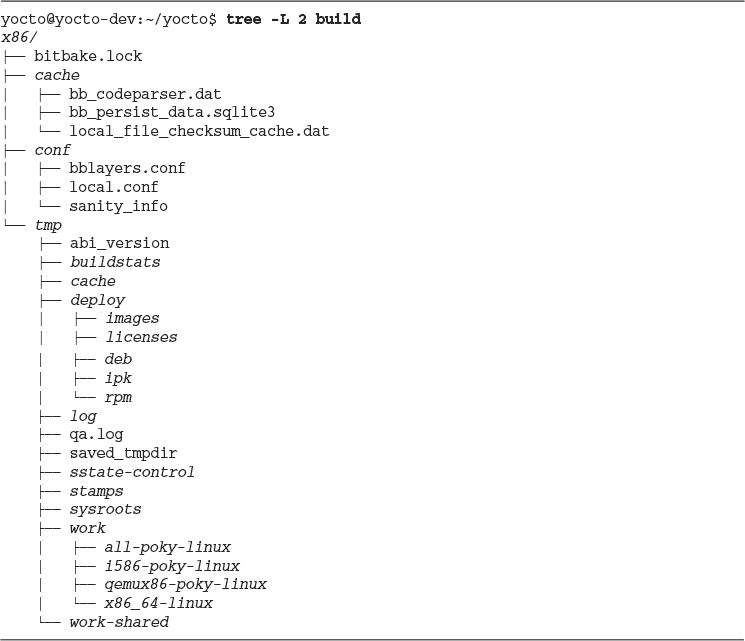 yocto@yocto-dev:~/yocto$ tree -L 2 build
x86/
├── bitbake.lock
├── cache
│   ├── bb_codeparser.dat
│   ├── bb_persist_data.sqlite3
│   └── local_file_checksum_cache.dat
├── conf
│   ├── bblayers.conf
│   ├── local.conf
│   └── sanity_info
└── tmp
    ├── abi_version
    ├── buildstats
    ├── cache
    ├── deploy
    │   ├── images
    │   ├── licenses
    │   ├── deb
    │   ├── ipk
    │   └── rpm
    ├── log
    ├── qa.log
    ├── saved_tmpdir
    ├── sstate-control
    ├── stamps
    ├── sysroots
    ├── work
    │   ├── all-poky-linux
    │   ├── i586-poky-linux
    │   ├── qemux86-poky-linux
    │   └── x86_64-linux
    └── work-shared